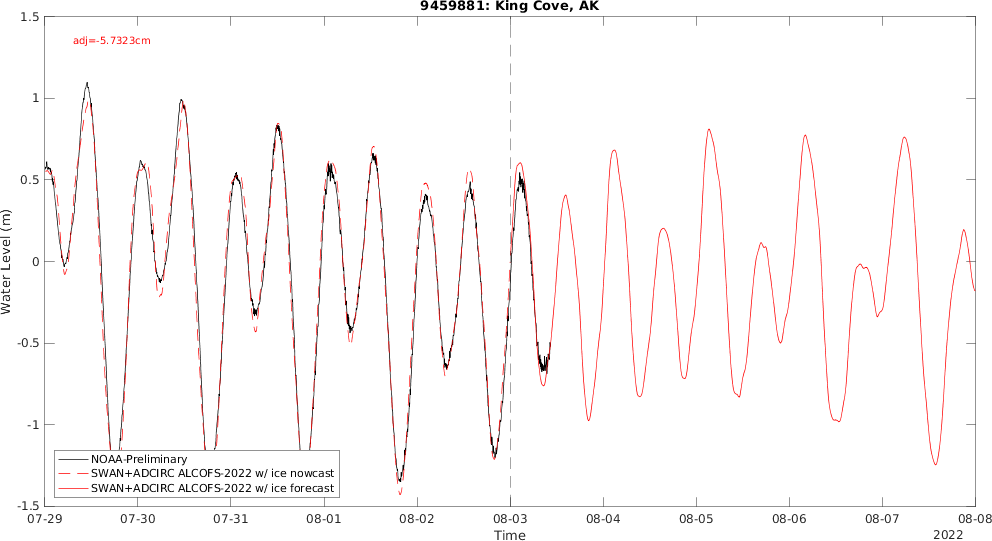 9459881: King Cove, AK
adj=-5.7323cm
Water Level (m)
1.5
1
0.5
0
-0.5
-1
-1.5
NOAA-Preliminary
SWAN+ADCIRC ALCOFS-2022 w/ ice nowcast
SWAN+ADCIRC ALCOFS-2022 w/ ice forecast
07-29 07-30 07-31 08-01 08-02 08-03 08-04 08-05 08-06 08-07 08-08
Time
2022